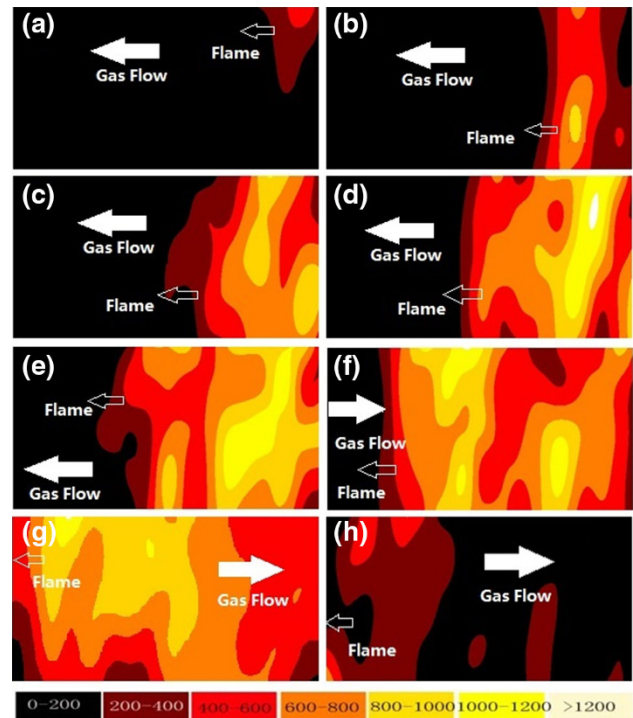 (a)
Flame
Gas Flow
(b)
Gas Flow
Flame
(c)
Gas Flow
Flame
(d)
Gas Flow
Flame
(e)
Flame
Gas Flow
(f)
Gas Flow
Flame
(g)
Flame
Gas Flow
(h)
Gas Flow
Flame
0-200 200-400 400-600 600-800 800-1000 1000-1200 >1200